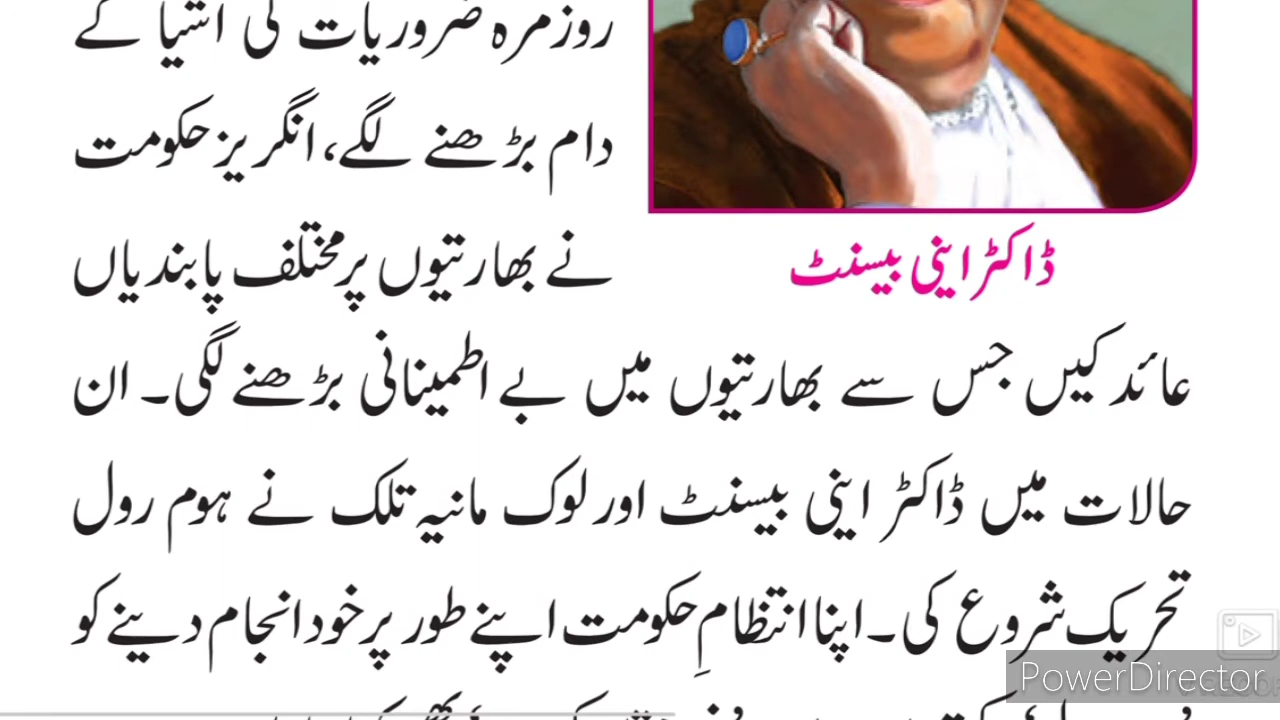 روزمرہ ضروریات کی اشیا کے
دام بڑھنے لگے، انگریز حکومت
نے بھارتیوں پر مختلف پابندیاں
ڈاکٹر اینی بیسنٹ
عائد کیں جس سے بھارتیوں میں بے اطمینانی بڑھنے لگی۔ ان
حالات میں ڈاکٹر اینی بیسنٹ اور لوک مانیہ تلک نے ہوم رول
تحریک شروع کی۔ اپنا انتظامِ حکومت اپنے طور پر خود انجام دینے کو
PowerDirector